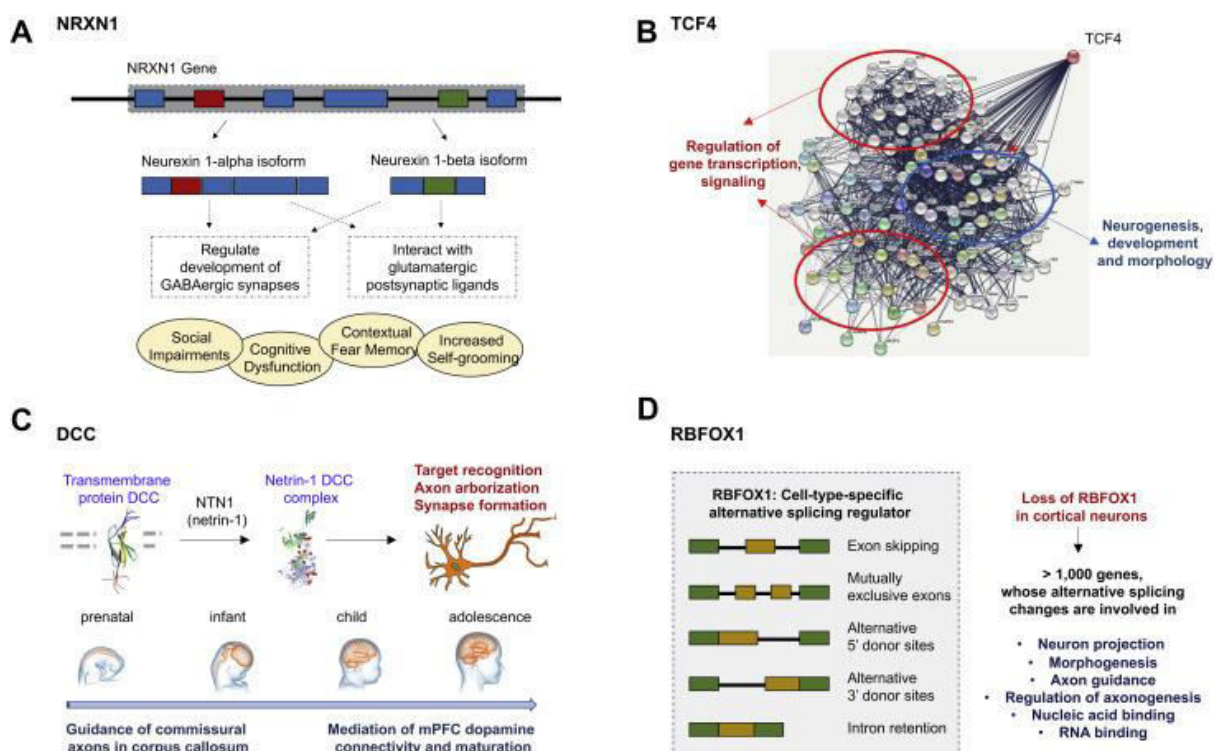 A
NRXN1
NRXN1 Gene
Neurexin 1-alpha isoform
Neurexin 1-beta isoform
Regulate
development of
GABAergic synapses
Interact with
glutamatergic
postsynaptic ligands
Social
Impairments
Cognitive
Dysfunction
Contextual
Fear Memory
Increased
Self-grooming
B
TCF4
TCF4
Regulation of
gene transcription,
signaling
Neurogenesis,
development
and morphology
C
DCC
Transmembrane
protein DCC
NTN1
(netrin-1)
Netrin-1 DCC
complex
Target recognition
Axon arborization
Synapse formation
prenatal
infant
child
adolescence
Guidance of commissural
axons in corpus callosum
Mediation of mPFC dopamine
connectivity and maturation
D
RBFOX1
RBFOX1: Cell-type-specific
alternative splicing regulator
Exon skipping
Mutually
exclusive exons
Alternative
5' donor sites
Alternative
3' donor sites
Intron retention
Loss of RBFOX1
in cortical neurons
> 1,000 genes,
whose alternative splicing
changes are involved in
• Neuron projection
• Morphogenesis
• Axon guidance
• Regulation of axonogenesis
• Nucleic acid binding
• RNA binding